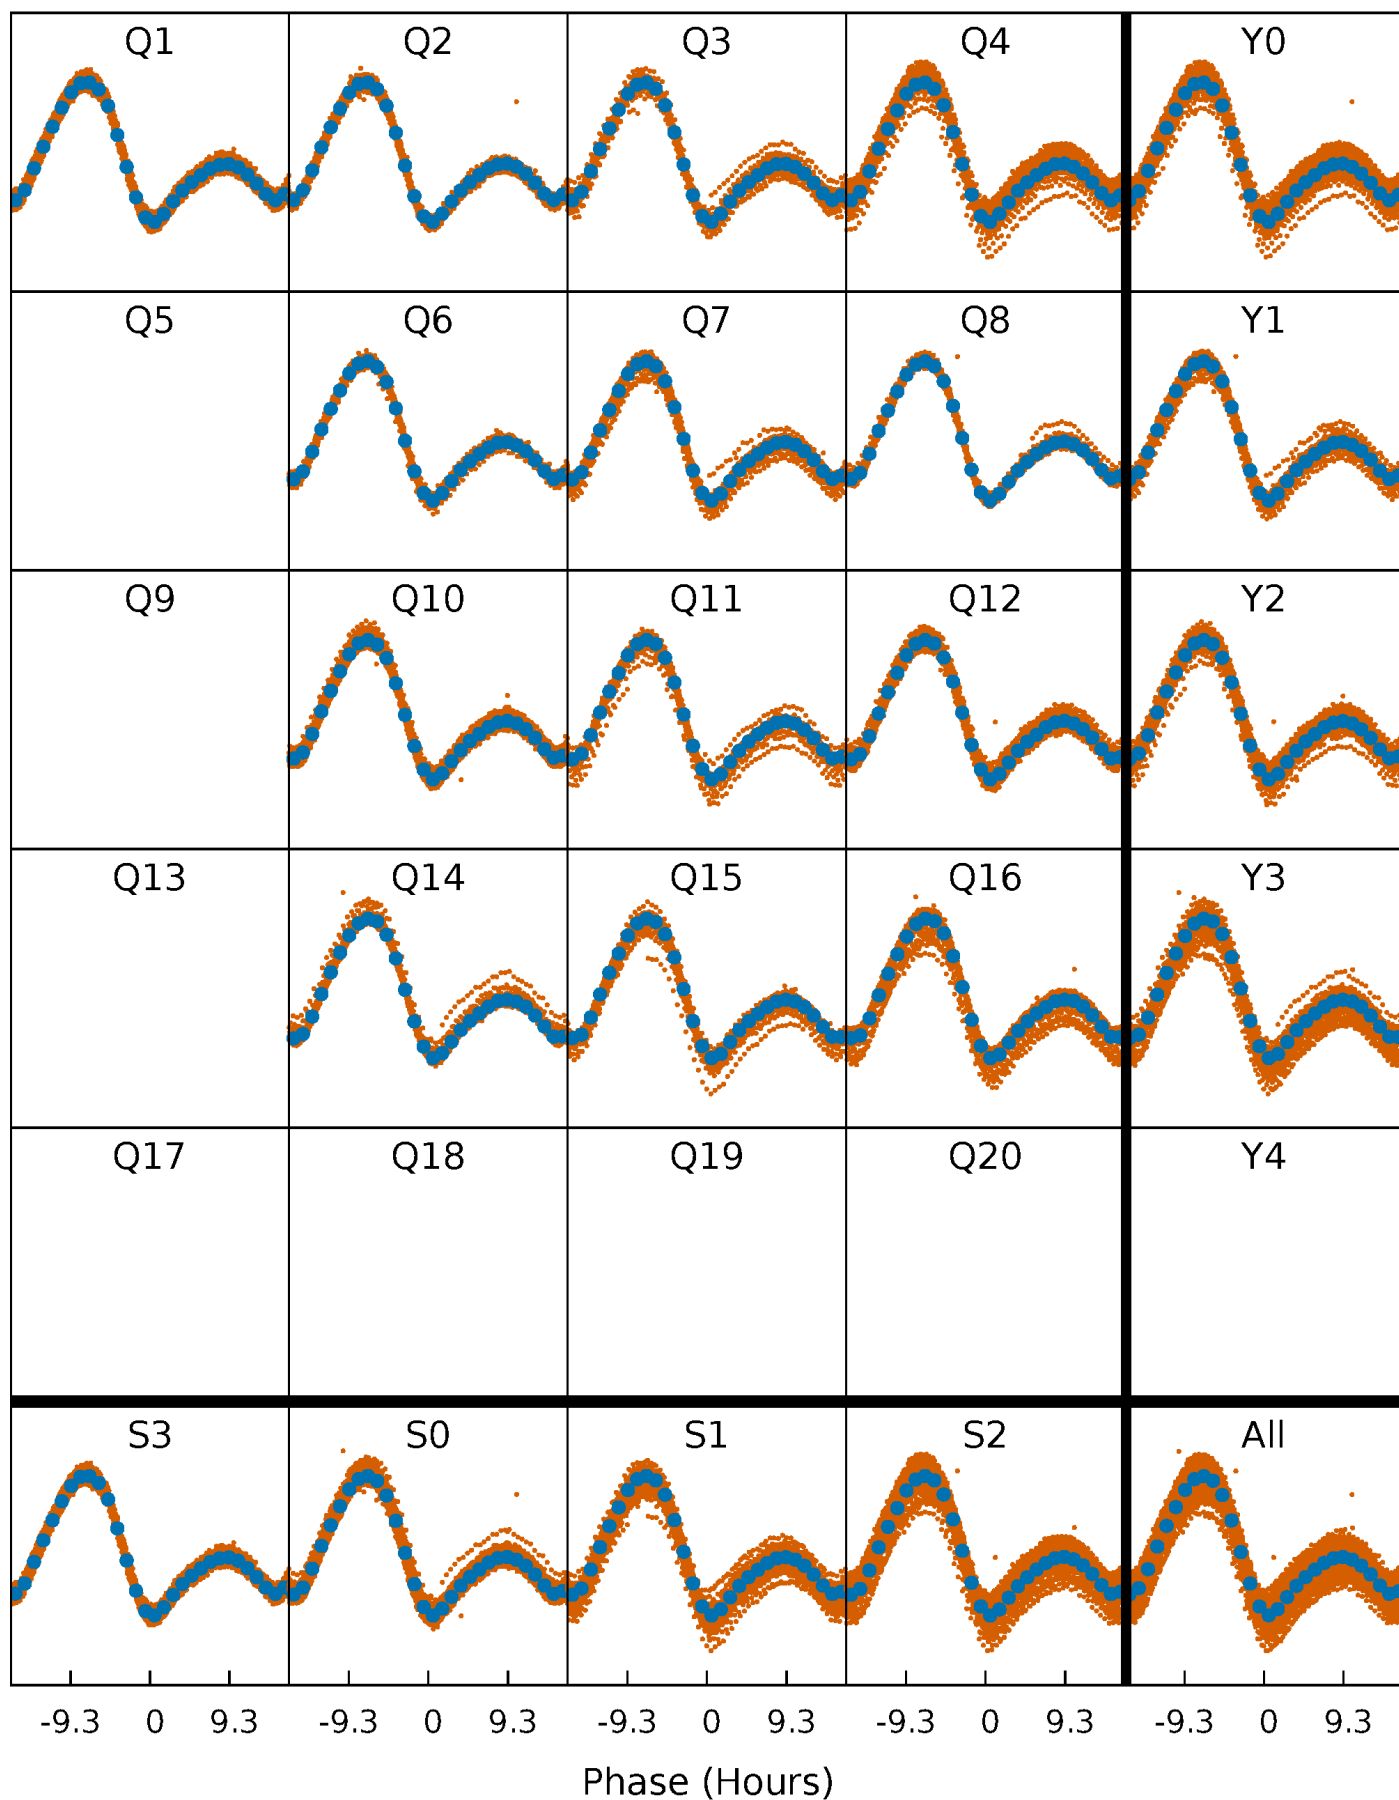 Q1 Q2 Q3 Q4 Y0
Q5 Q6 Q7 Q8 Y1
Q9 Q10 Q11 Q12 Y2
Q13 Q14 Q15 Q16 Y3
Q17 Q18 Q19 Q20 Y4
S3 S0 S1 S2 All
-9.3 0 9.3 -9.3 0 9.3 -9.3 0 9.3 -9.3 0 9.3 -9.3 0 9.3
Phase (Hours)